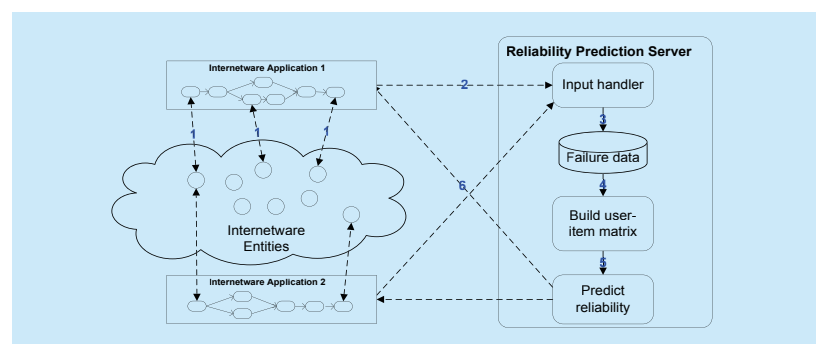 Reliability Prediction Server
Internetware Application 1
2
Input handler
1
1
1
3
Failure data
6
4
Internetware
Entities
Build user-
item matrix
5
Internetware Application 2
Predict
reliability